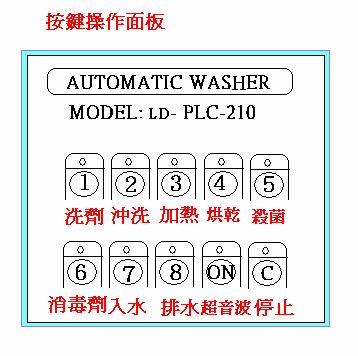 按鍵操作面板
AUTOMATIC WASHER
MODEL: LD- PLC-210
1 2 3 4 5
洗劑 沖洗 加熱 烘乾 殺菌
6 7 8 ON C
消毒劑 入水 排水 超音波 停止